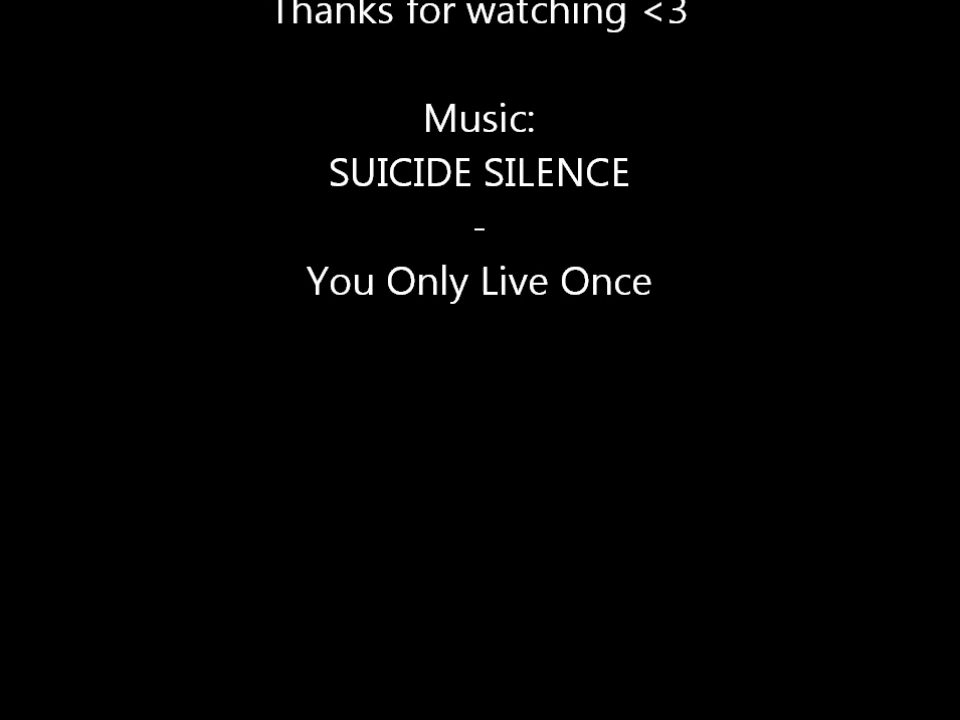 Thanks for watching <3
Music:
SUICIDE SILENCE
-
You Only Live Once